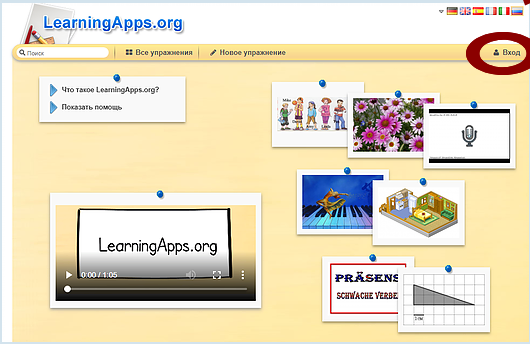 LearningApps.org
Поиск
Все упражнения
Новое упражнение
Вход
Что такое LearningApps.org?
Показать помощь
LearningApps.org
0:00 / 1:05
PRÄSENS
SCHWACHE VERBEN